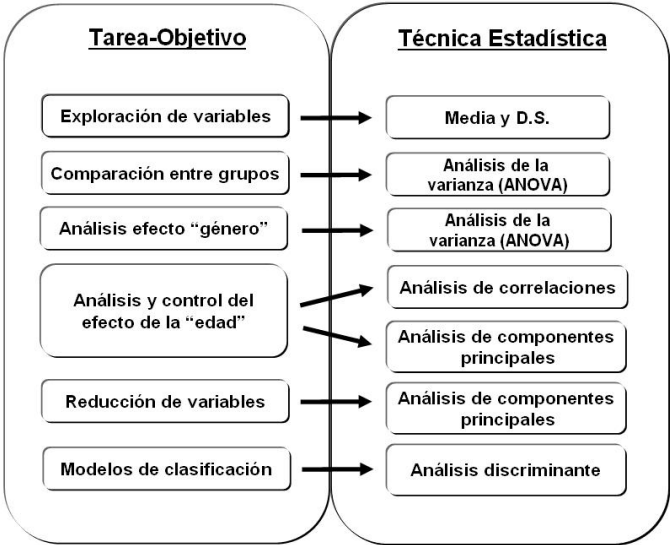 Tarea-Objetivo
Técnica Estadística
Exploración de variables
Media y D.S.
Comparación entre grupos
Análisis de la
varianza (ANOVA)
Análisis efecto “género”
Análisis de la
varianza (ANOVA)
Análisis y control del
efecto de la “edad”
Análisis de correlaciones
Análisis de componentes
principales
Reducción de variables
Análisis de componentes
principales
Modelos de clasificación
Análisis discriminante